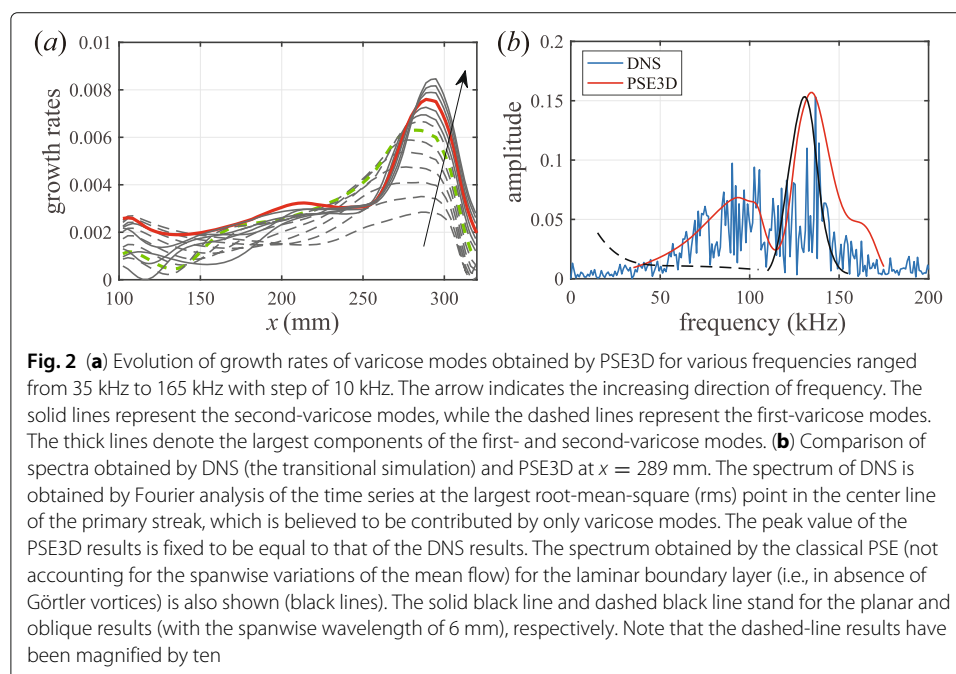 (a)
0.01
0.008
0.006
0.004
0.002
0
growth rates
100
150
200
250
300
x (mm)
(b)
0.2
0.15
0.1
0.05
0
amplitude
DNS
PSE3D
0
50
100
150
200
frequency (kHz)
Fig. 2 (a) Evolution of growth rates of varicose modes obtained by PSE3D for various frequencies ranged
from 35 kHz to 165 kHz with step of 10 kHz. The arrow indicates the increasing direction of frequency. The
solid lines represent the second-varicose modes, while the dashed lines represent the first-varicose modes.
The thick lines denote the largest components of the first- and second-varicose modes. (b) Comparison of
spectra obtained by DNS (the transitional simulation) and PSE3D at x = 289 mm. The spectrum of DNS is
obtained by Fourier analysis of the time series at the largest root-mean-square (rms) point in the center line
of the primary streak, which is believed to be contributed by only varicose modes. The peak value of the
PSE3D results is fixed to be equal to that of the DNS results. The spectrum obtained by the classical PSE (not
accounting for the spanwise variations of the mean flow) for the laminar boundary layer (i.e., in absence of
Görtler vortices) is also shown (black lines). The solid black line and dashed black line stand for the planar and
oblique results (with the spanwise wavelength of 6 mm), respectively. Note that the dashed-line results have
been magnified by ten